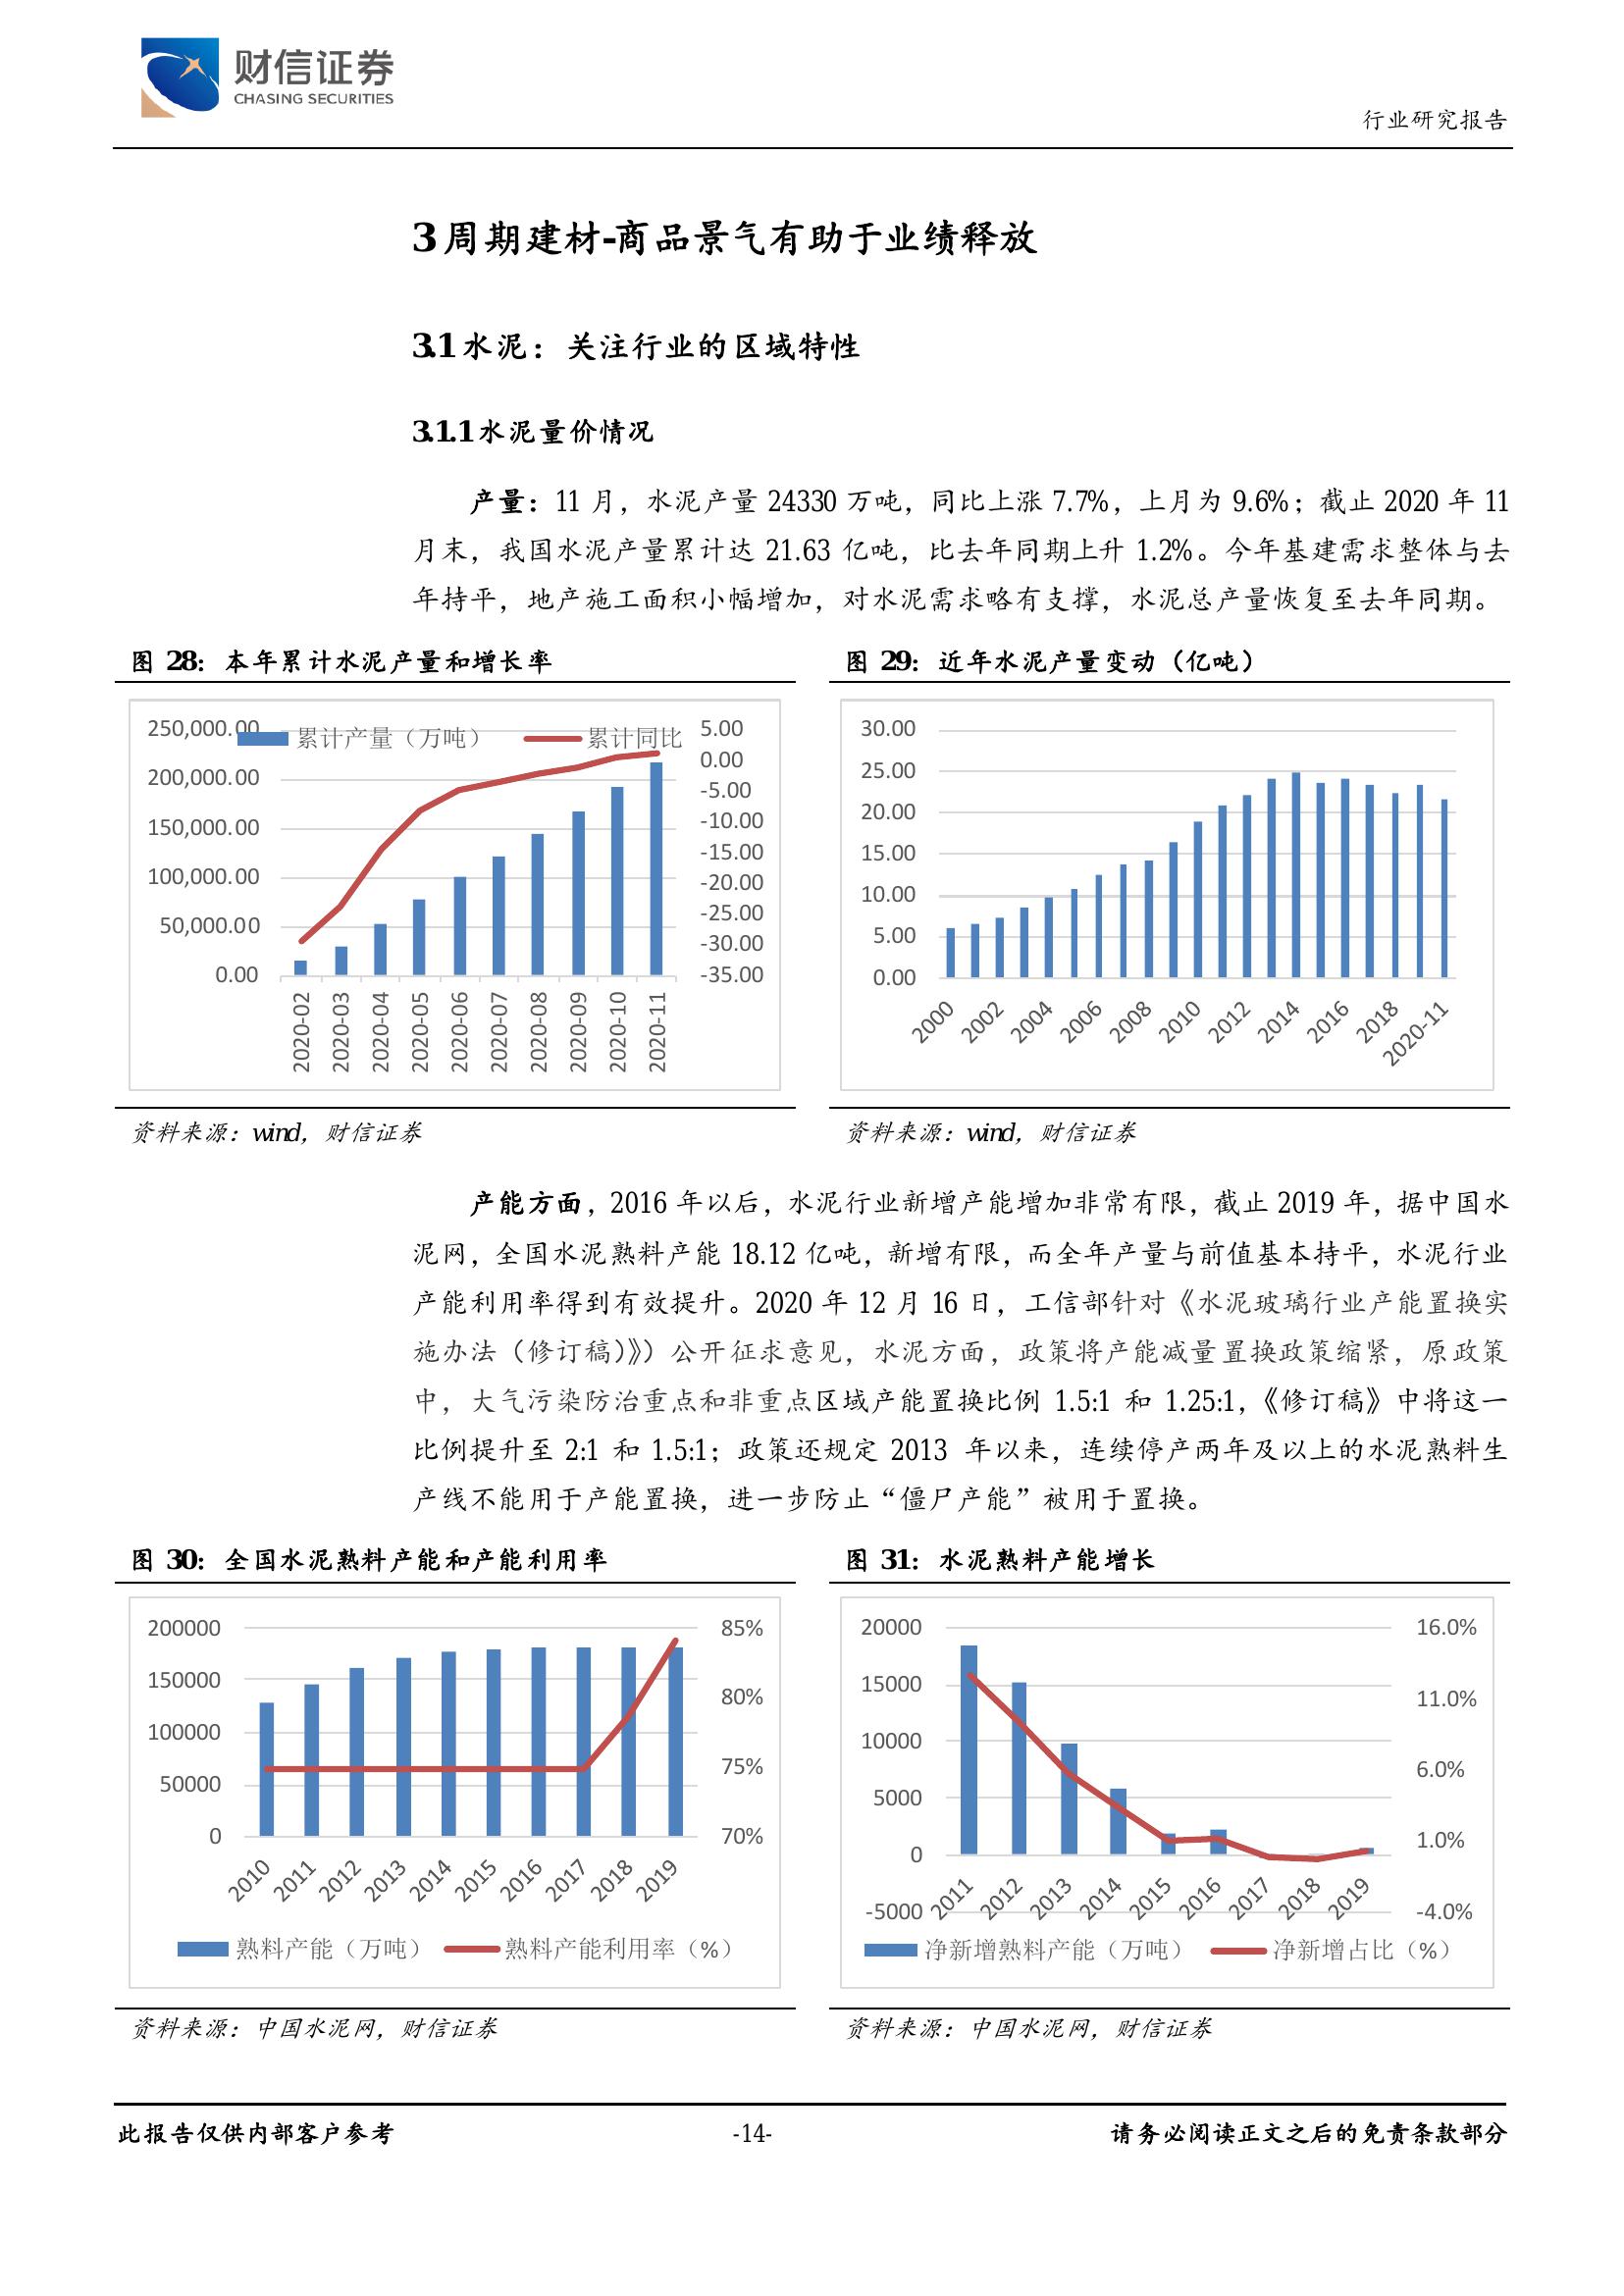 财信证券
CHASING SECURITIES
行业研究报告
3 周期建材-商品景气有助于业绩释放
3.1 水泥：关注行业的区域特性
3.1.1 水泥量价情况
产量：11 月，水泥产量 24330 万吨，同比上涨 7.7%，上月为 9.6%；截止 2020 年 11
月末，我国水泥产量累计达 21.63 亿吨，比去年同期上升 1.2%。今年基建需求整体与去
年持平，地产施工面积小幅增加，对水泥需求略有支撑，水泥总产量恢复至去年同期。
图 28：本年累计水泥产量和增长率
250,000.00
200,000.00
150,000.00
100,000.00
50,000.00
0.00
累计产量（万吨） 累计同比
5.00
0.00
-5.00
-10.00
-15.00
-20.00
-25.00
-30.00
-35.00
2020-02 2020-03 2020-04 2020-05 2020-06 2020-07 2020-08 2020-09 2020-10 2020-11
资料来源：wind，财信证券
图 29：近年水泥产量变动（亿吨）
30.00
25.00
20.00
15.00
10.00
5.00
0.00
2000 2002 2004 2006 2008 2010 2012 2014 2016 2018 2020-11
资料来源：wind，财信证券
产能方面，2016 年以后，水泥行业新增产能增加非常有限，截止 2019 年，据中国水
泥网，全国水泥熟料产能 18.12 亿吨，新增有限，而全年产量与前值基本持平，水泥行业
产能利用率得到有效提升。2020 年 12 月 16 日，工信部针对《水泥玻璃行业产能置换实
施办法（修订稿）》）公开征求意见，水泥方面，政策将产能减量置换政策缩紧，原政策
中，大气污染防治重点和非重点区域产能置换比例 1.5:1 和 1.25:1，《修订稿》中将这一
比例提升至 2:1 和 1.5:1；政策还规定 2013 年以来，连续停产两年及以上的水泥熟料生
产线不能用于产能置换，进一步防止“僵尸产能”被用于置换。
图 30：全国水泥熟料产能和产能利用率
200000
150000
100000
50000
0
85%
80%
75%
70%
2010 2011 2012 2013 2014 2015 2016 2017 2018 2019
熟料产能（万吨） 熟料产能利用率（%）
资料来源：中国水泥网，财信证券
图 31：水泥熟料产能增长
20000
15000
10000
5000
0
-5000
16.0%
11.0%
6.0%
1.0%
-4.0%
2011 2012 2013 2014 2015 2016 2017 2018 2019
净新增熟料产能（万吨） 净新增占比（%）
资料来源：中国水泥网，财信证券
此报告仅供内部客户参考 -14- 请务必阅读正文之后的免责条款部分